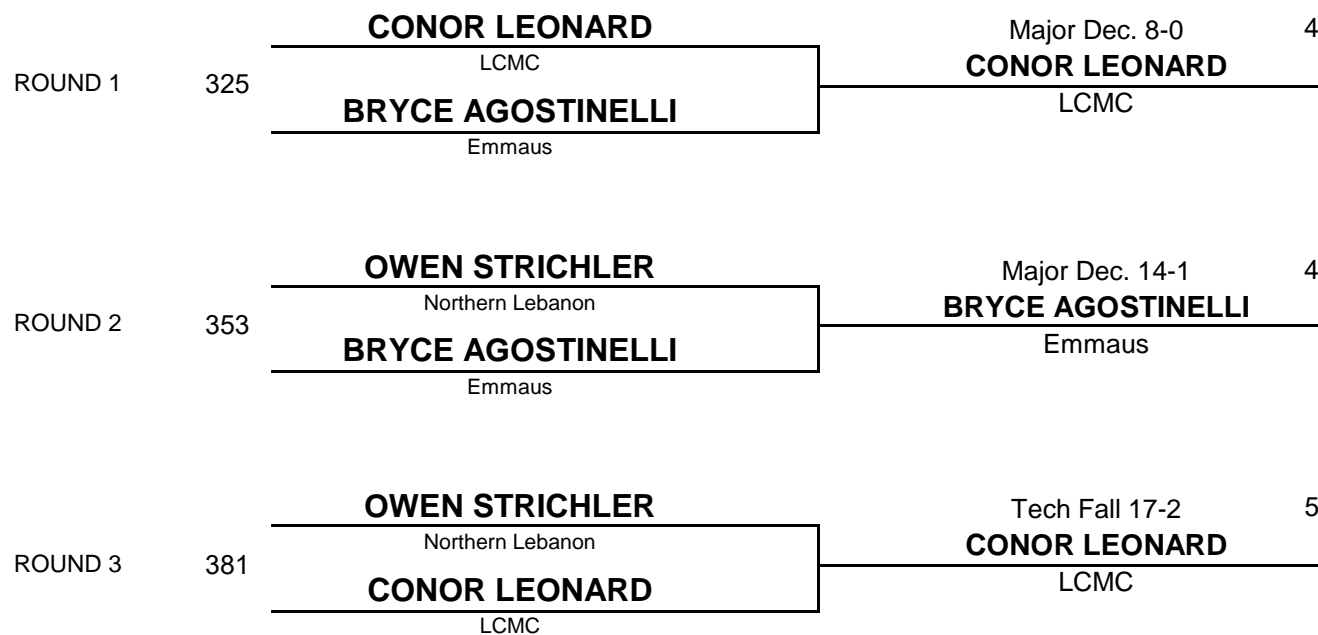 CONOR LEONARD
Major Dec. 8-0 4
LCMC
CONOR LEONARD
ROUND 1 325
BRYCE AGOSTINELLI
LCMC
Emmaus
OWEN STRICHLER
Major Dec. 14-1 4
Northern Lebanon
BRYCE AGOSTINELLI
ROUND 2 353
BRYCE AGOSTINELLI
Emmaus
Emmaus
OWEN STRICHLER
Tech Fall 17-2 5
Northern Lebanon
CONOR LEONARD
ROUND 3 381
CONOR LEONARD
LCMC
LCMC